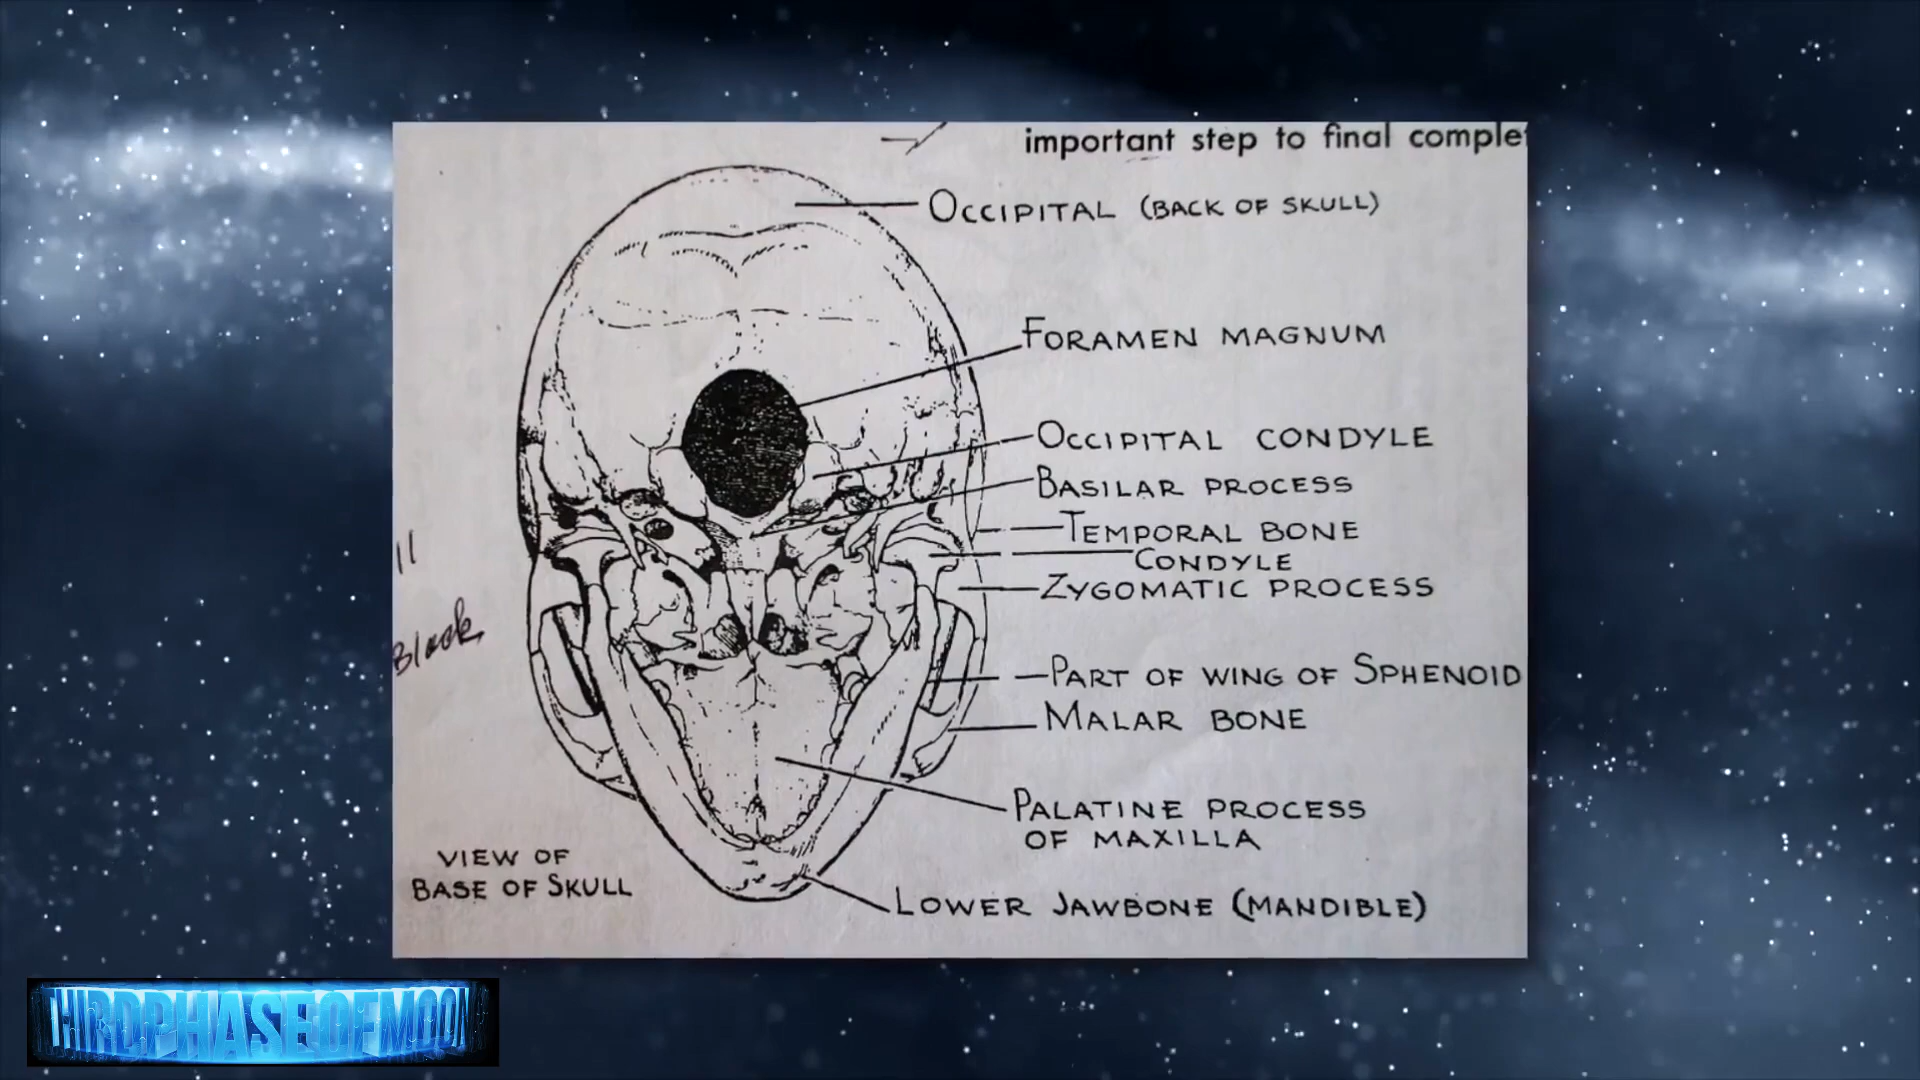 important step to final comple
OCCIPITAL (BACK OF SKULL)
FORAMEN MAGNUM
OCCIPITAL CONDYLE
BASILAR PROCESS
TEMPORAL BONE
CONDYLE
ZYGOMATIC PROCESS
11
Black
PART OF WING OF SPHENOID
MALAR BONE
PALATINE PROCESS
OF MAXILLA
VIEW OF
BASE OF SKULL
LOWER JAWBONE (MANDIBLE)
THIRDPHASEOFMOON